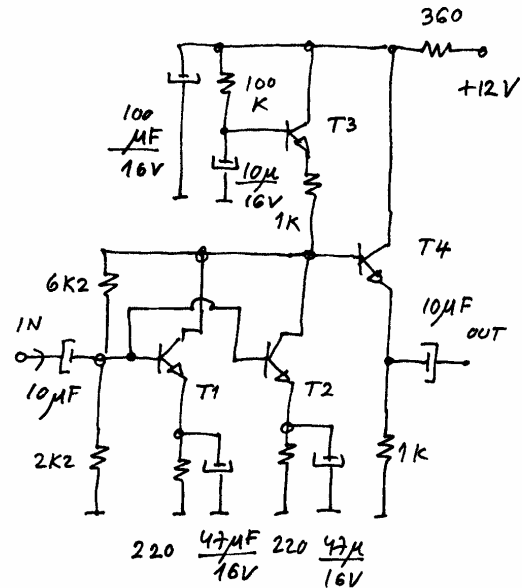 360
+12V
100
K
T3
100
µF
16V
10µ
16V
1K
T4
6K2
IN
10µF
OUT
10µF
T1
T2
2K2
1K
220
47µF
16V
220
47µ
16V